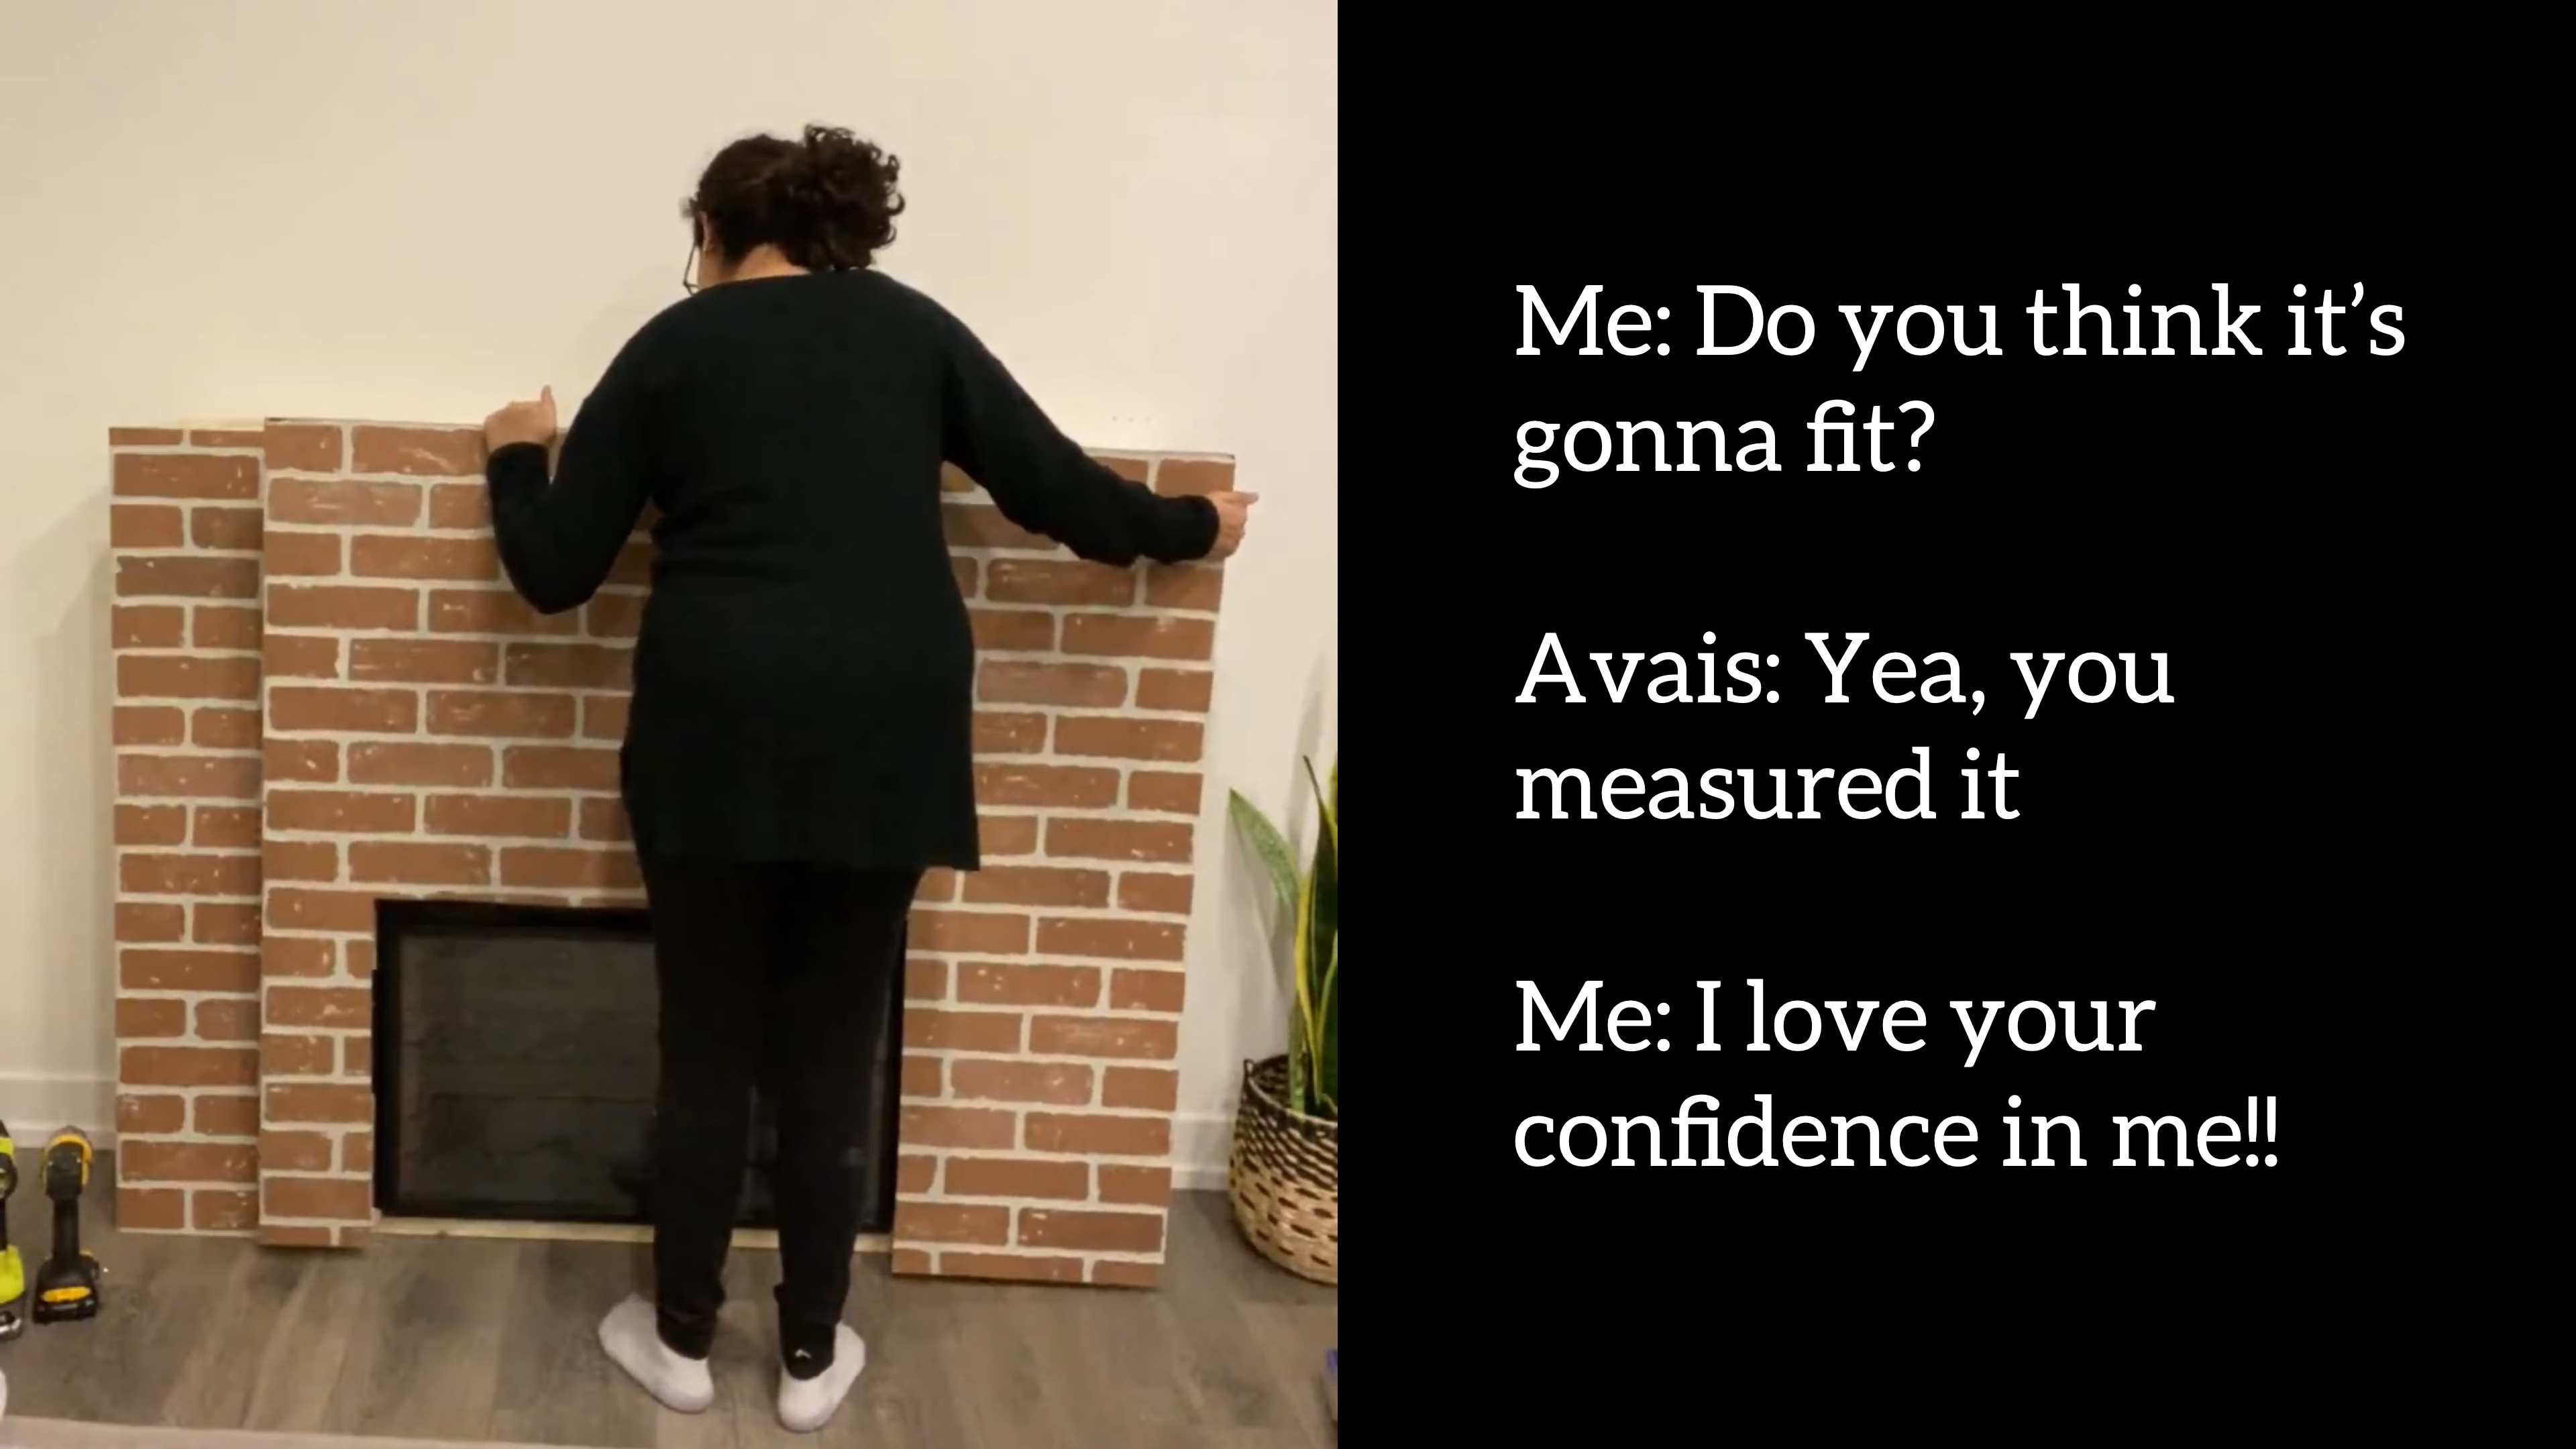 Me: Do you think it’s
gonna fit?
Avais: Yea, you
measured it
Me: I love your
confidence in me!!